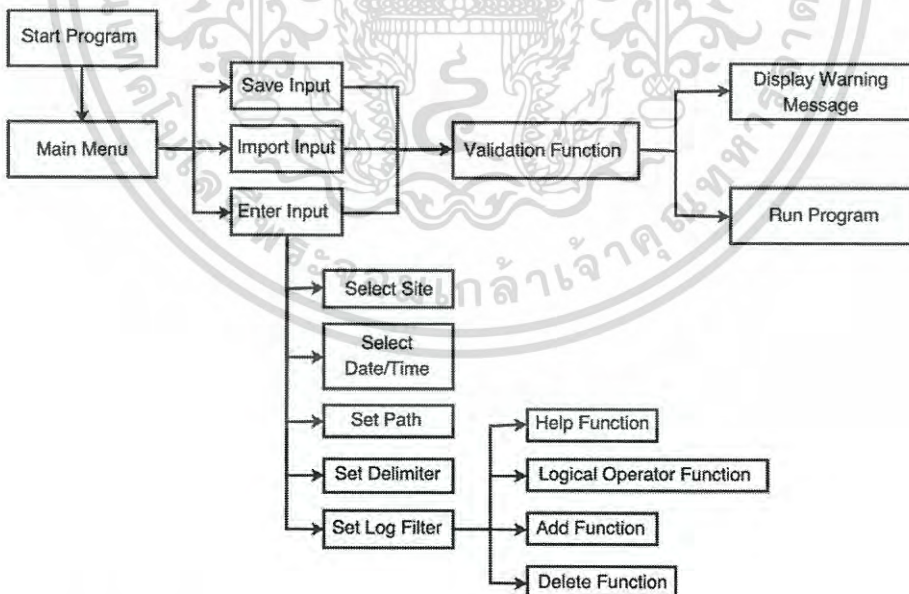 Start Program
Main Menu
Save Input
Import Input
Enter Input
Validation Function
Display Warning
Message
Run Program
Select Site
Select
Date/Time
Set Path
Set Delimiter
Set Log Filter
Help Function
Logical Operator Function
Add Function
Delete Function